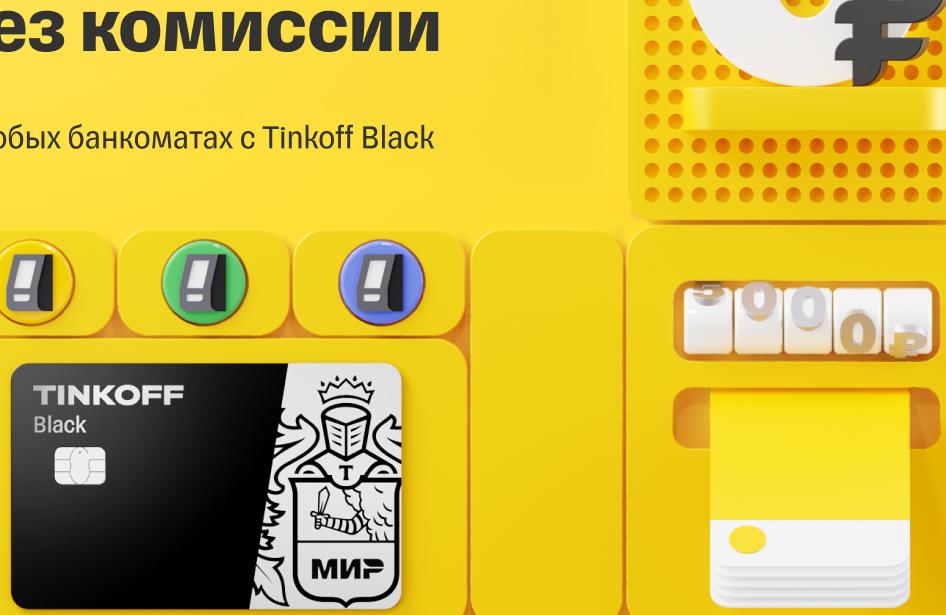 ез комиссии
обых банкоматах с Tinkoff Black
5000₽
TINKOFF
Black
Т
МИР